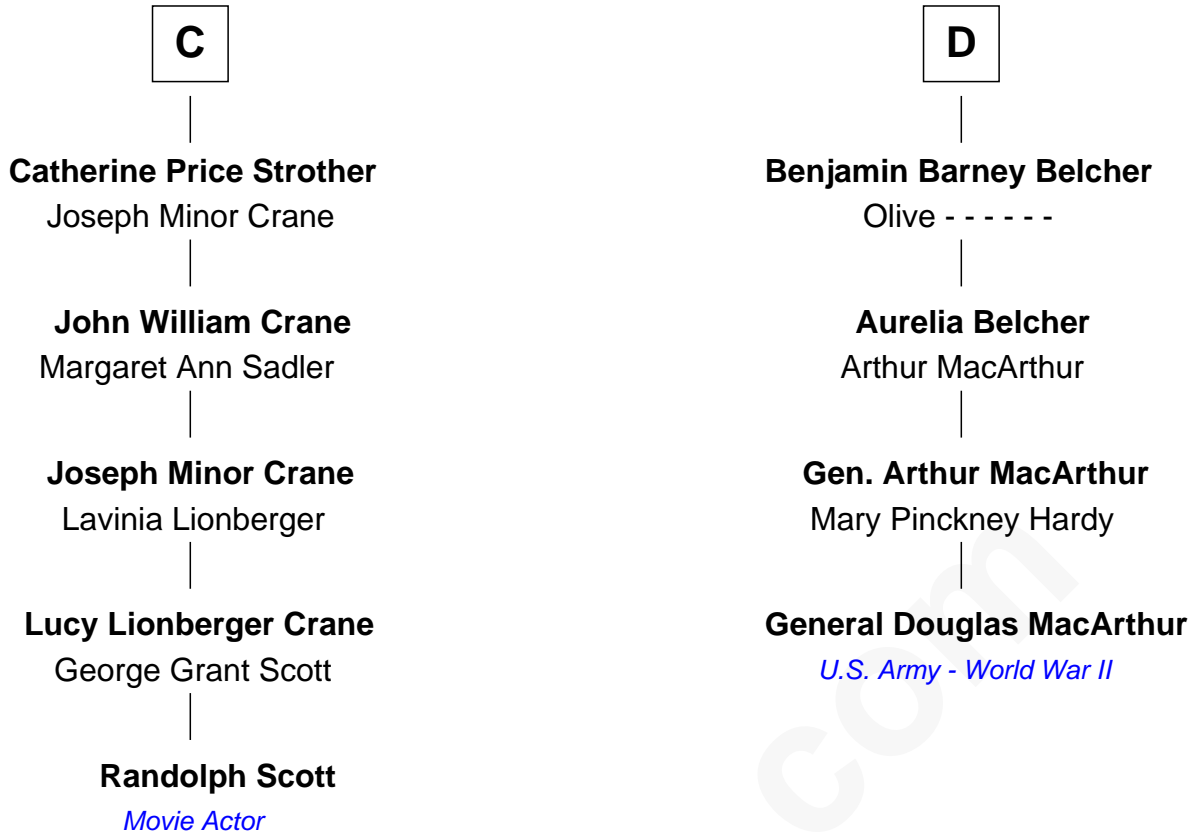 C
Catherine Price Strother
Joseph Minor Crane
John William Crane
Margaret Ann Sadler
Joseph Minor Crane
Lavinia Lionberger
Lucy Lionberger Crane
George Grant Scott
Randolph Scott
Movie Actor
D
Benjamin Barney Belcher
Olive - - - - - -
Aurelia Belcher
Arthur MacArthur
Gen. Arthur MacArthur
Mary Pinckney Hardy
General Douglas MacArthur
U.S. Army - World War II
com